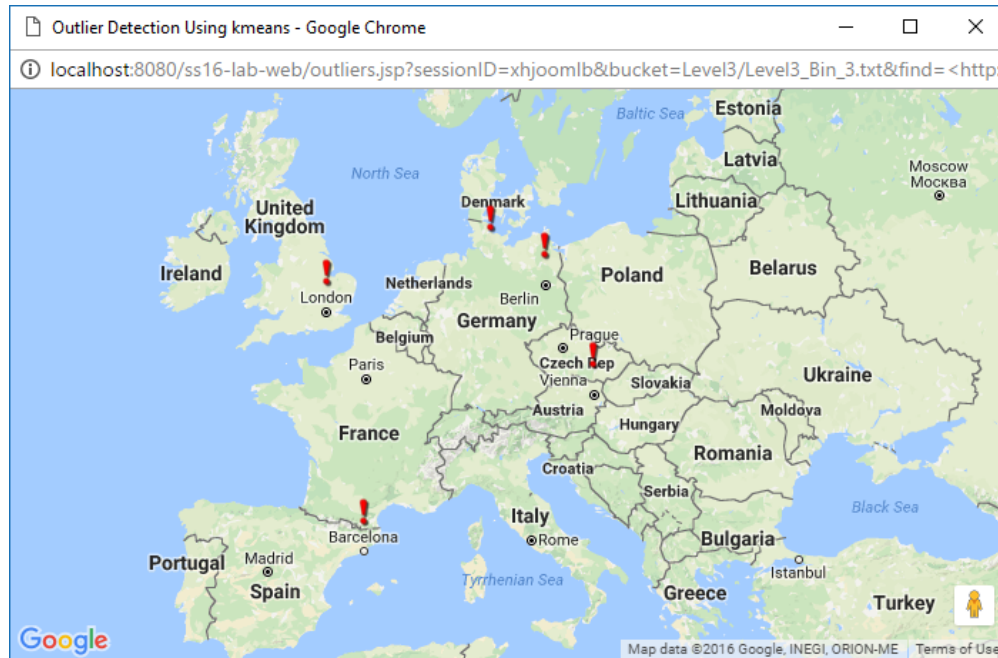 Outlier Detection Using kmeans - Google Chrome
localhost:8080/ss16-lab-web/outliers.jsp?sessionID=xhjoomlb&bucket=Level3/Level3_Bin_3.txt&find=<http:
Baltic Sea
Estonia
Latvia
Moscow
Москва
North Sea
Denmark
Lithuania
United
Kingdom
Ireland
Netherlands
Poland
Belarus
London
Berlin
Germany
Belgium
Prague
Paris
Czech Rep
Vienna
Slovakia
Ukraine
Austria
Moldova
Hungary
France
Romania
Croatia
Serbia
Italy
Black Sea
Barcelona
Rome
Bulgaria
Portugal
Madrid
Istanbul
Spain
Tyrrhenian Sea
Greece
Turkey
Google
Map data ©2016 Google, INEGI, ORION-ME
Terms of Use